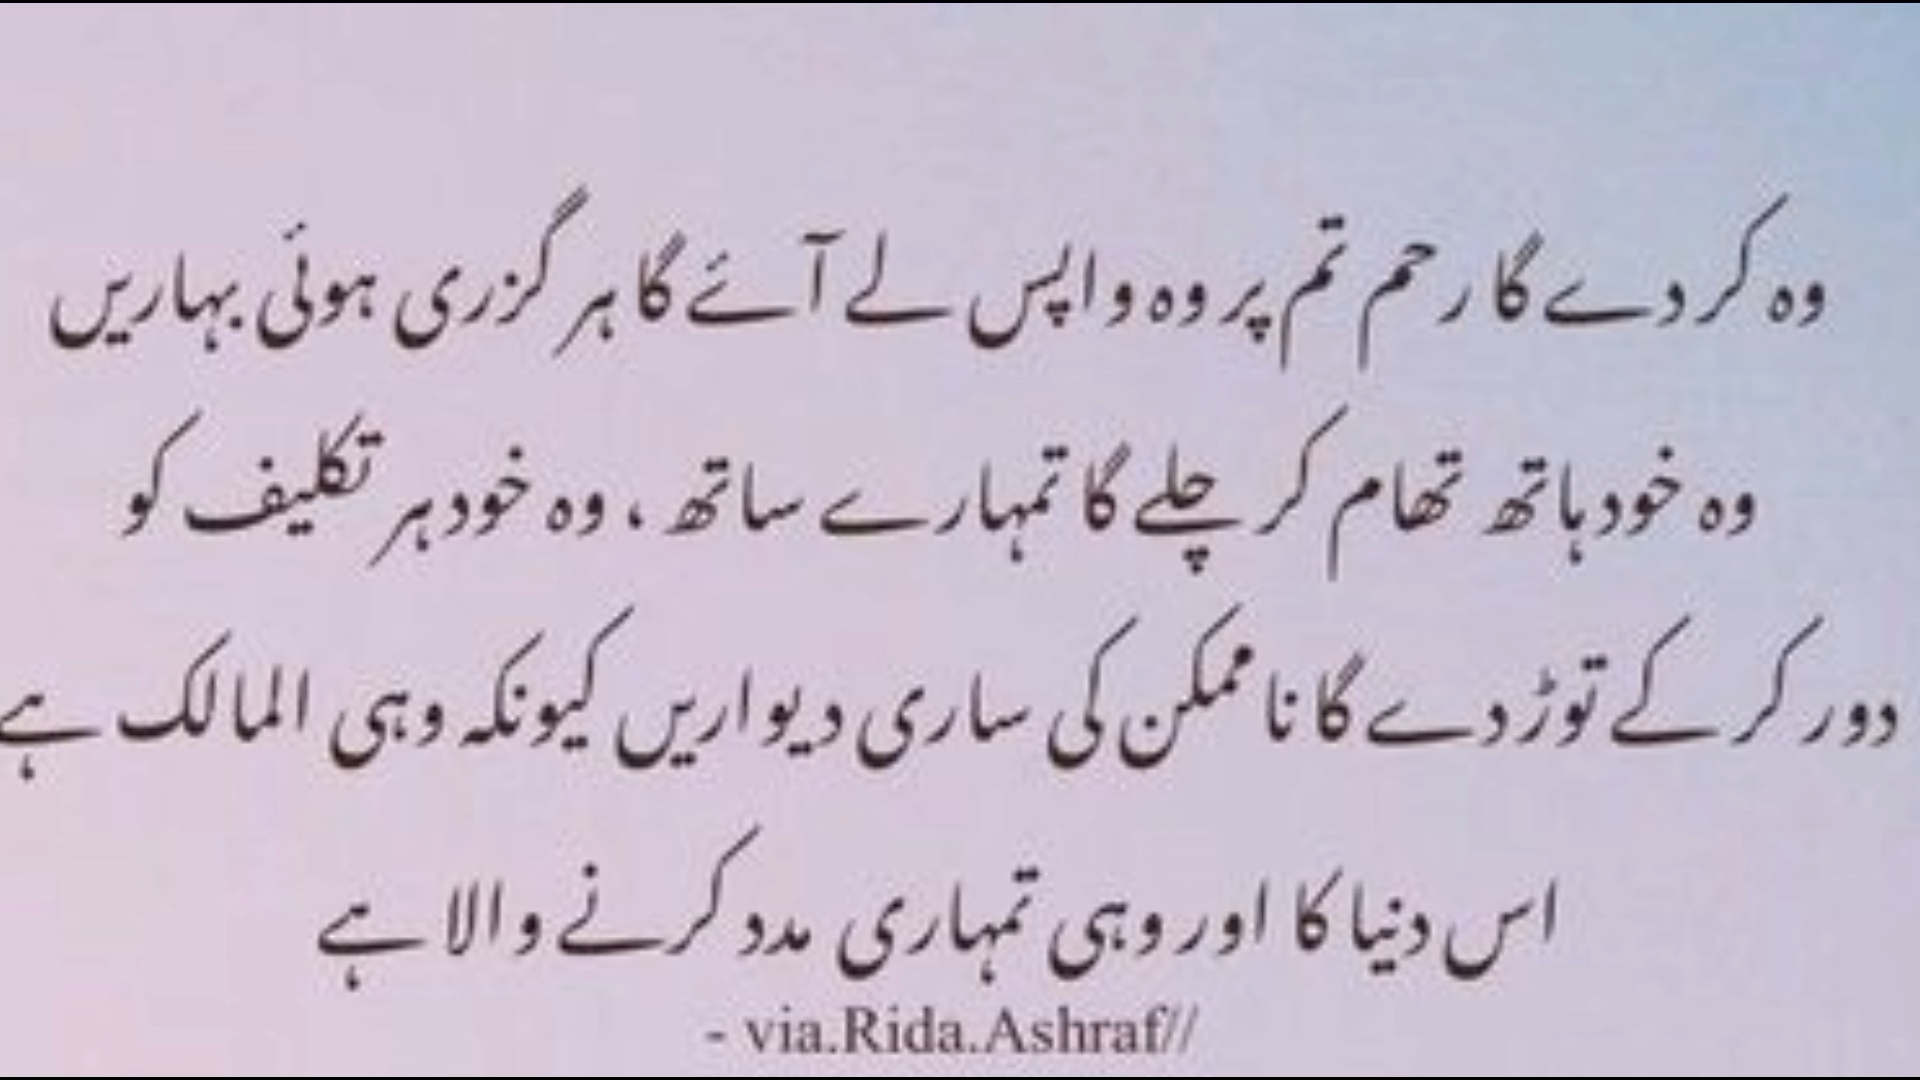 وہ کر دے گا رحم تم پر وہ واپس لے آئے گا ہر گزری ہوئی بہاریں
وہ خود ہاتھ تھام کر چلے گا تمہارے ساتھ ، وہ خود ہر تکلیف کو
دور کر کے توڑ دے گا ناممکن کی ساری دیواریں کیونکہ وہی المالک ہے
اس دنیا کا اور وہی تمہاری مدد کرنے والا ہے
- via.Rida.Ashraf//